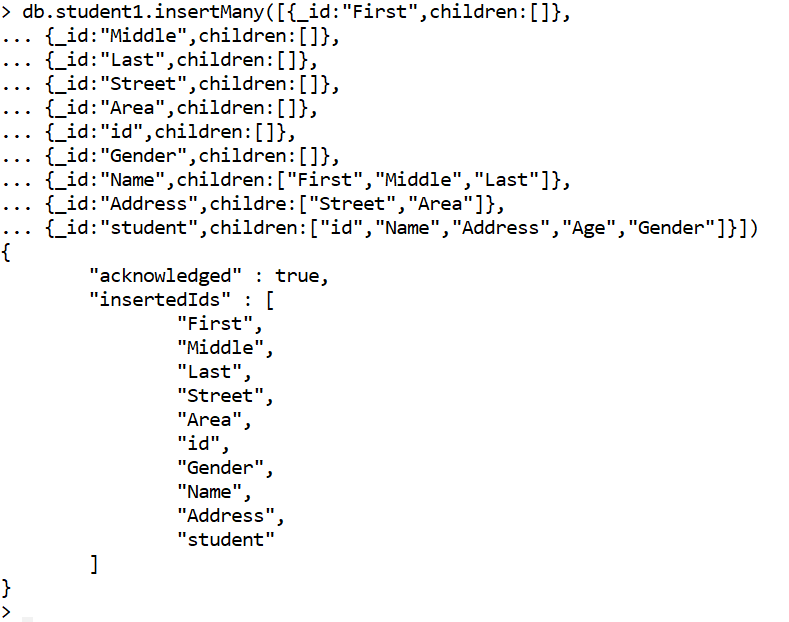 > db.student1.insertMany([{_id:"First",children:[]},
... {_id:"Middle",children:[]},
... {_id:"Last",children:[]},
... {_id:"Street",children:[]},
... {_id:"Area",children:[]},
... {_id:"id",children:[]},
... {_id:"Gender",children:[]},
... {_id:"Name",children:["First","Middle","Last"]},
... {_id:"Address",childre:["Street","Area"]},
... {_id:"student",children:["id","Name","Address","Age","Gender"]}])
{
        "acknowledged" : true,
        "insertedIds" : [
                "First",
                "Middle",
                "Last",
                "Street",
                "Area",
                "id",
                "Gender",
                "Name",
                "Address",
                "student"
        ]
}
>